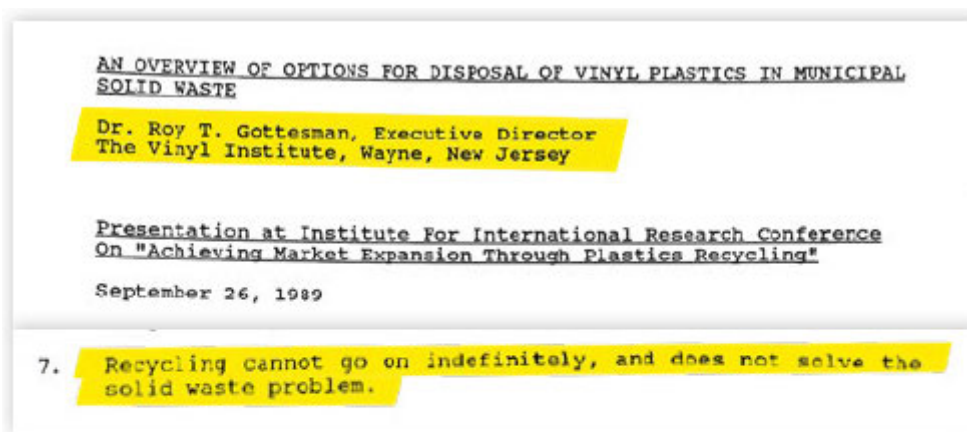 AN OVERVIEW OF OPTIONS FOR DISPOSAL OF VINYL PLASTICS IN MUNICIPAL
SOLID WASTE
Dr. Roy T. Gottesman, Executive Director
The Vinyl Institute, Wayne, New Jersey
Presentation at Institute For International Research Conference
On "Achieving Market Expansion Through Plastics Recycling"
September 26, 1989
7. Recycling cannot go on indefinitely, and does not solve the
solid waste problem.